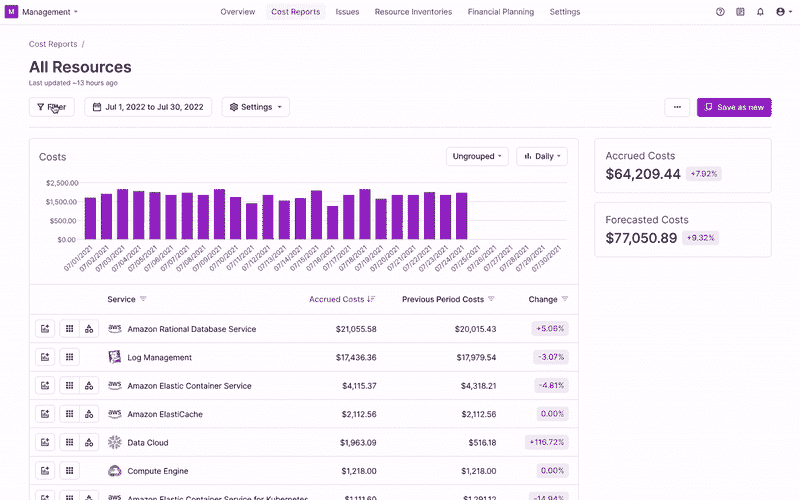 M Management
Overview Cost Reports Issues Resource Inventories Financial Planning Settings
Cost Reports /
All Resources
Last updated ~13 hours ago
Filter
Jul 1, 2022 to Jul 30, 2022
Settings
Save as new
Costs
Ungrouped
Daily
$2,500.00
$1,500.00
$500.00
$0.00
07/01/2021 07/02/2021 07/03/2021 07/04/2021 07/05/2021 07/06/2021 07/07/2021 07/08/2021 07/09/2021 07/10/2021 07/11/2021 07/12/2021 07/13/2021 07/14/2021 07/15/2021 07/16/2021 07/17/2021 07/18/2021 07/19/2021 07/20/2021 07/21/2021 07/22/2021 07/23/2021 07/24/2021 07/25/2021 07/26/2021 07/27/2021 07/28/2021 07/29/2021 07/30/2021
Accrued Costs
$64,209.44 +7.92%
Forecasted Costs
$77,050.89 +9.32%
Service Accrued Costs Previous Period Costs Change
aws Amazon Rational Database Service $21,055.58 $20,015.43 +5.06%
Log Management $17,436.36 $17,979.54 -3.07%
aws Amazon Elastic Container Service $4,115.37 $4,318.21 -4.81%
aws Amazon ElastiCache $2,112.56 $2,112.56 0.00%
Data Cloud $1,963.09 $516.18 +116.72%
Compute Engine $1,218.00 $1,218.00 0.00%
aws Amazon Elastic Container Service for Kubernetes $1,111.60 $1,291.12 -14.94%